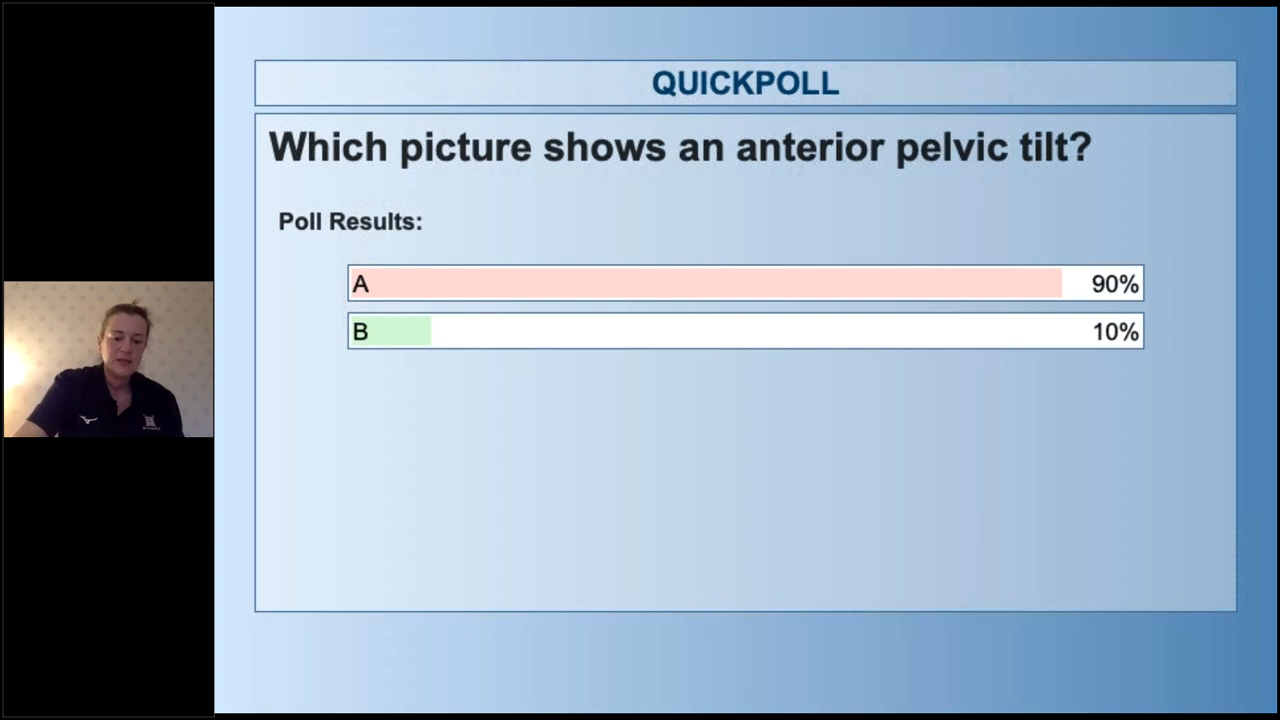 QUICKPOLL
Which picture shows an anterior pelvic tilt?
Poll Results:
A 90%
B 10%